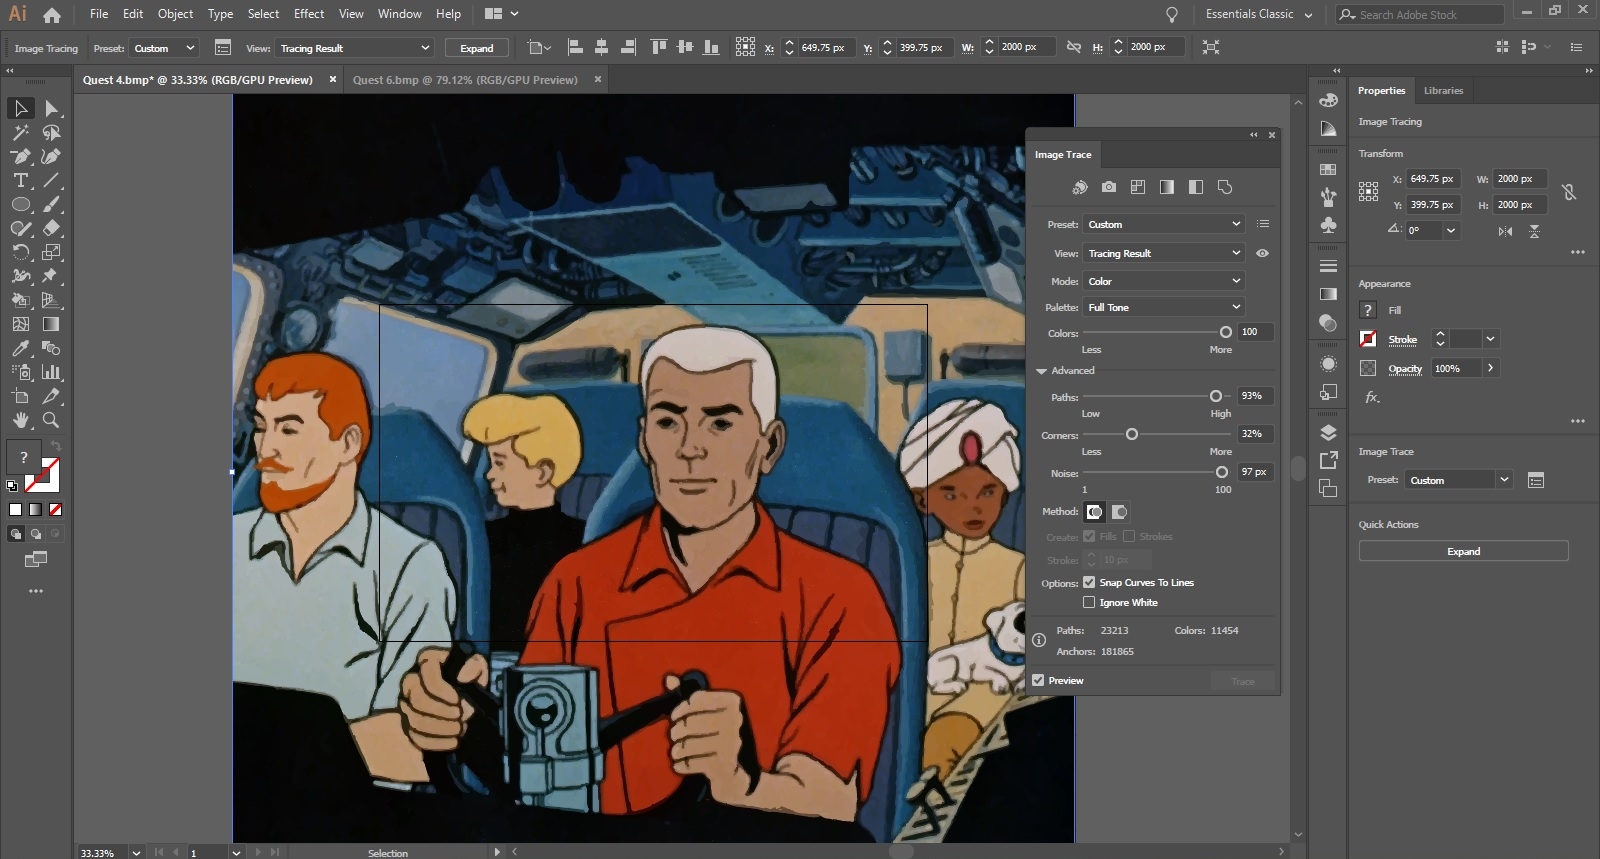 Ai File Edit Object Type Select Effect View Window Help Essentials Classic Search Adobe Stock
Image Tracing Preset: Custom View: Tracing Result Expand X: 649.75 px Y: 399.75 px W: 2000 px H: 2000 px
Quest 4.bmp* @ 33.33% (RGB/GPU Preview) Quest 6.bmp @ 79.12% (RGB/GPU Preview)
Image Trace
Preset: Custom
View: Tracing Result
Mode: Color
Palette: Full Tone
Colors: 100
Less More
Advanced
Paths: 93%
Low High
Corners: 32%
Less More
Noise: 97 px
1 100
Method:
Create: Fills Strokes
Stroke: 10 px
Options: Snap Curves To Lines
Ignore White
Paths: 23213 Colors: 11454
Anchors: 181865
Preview Trace
Properties Libraries
Image Tracing
Transform
X: 649.75 px W: 2000 px
Y: 399.75 px H: 2000 px
0°
Appearance
? Fill
Stroke
Opacity 100%
fx.
Image Trace
Preset: Custom
Quick Actions
Expand
?
33.33% 1 Selection